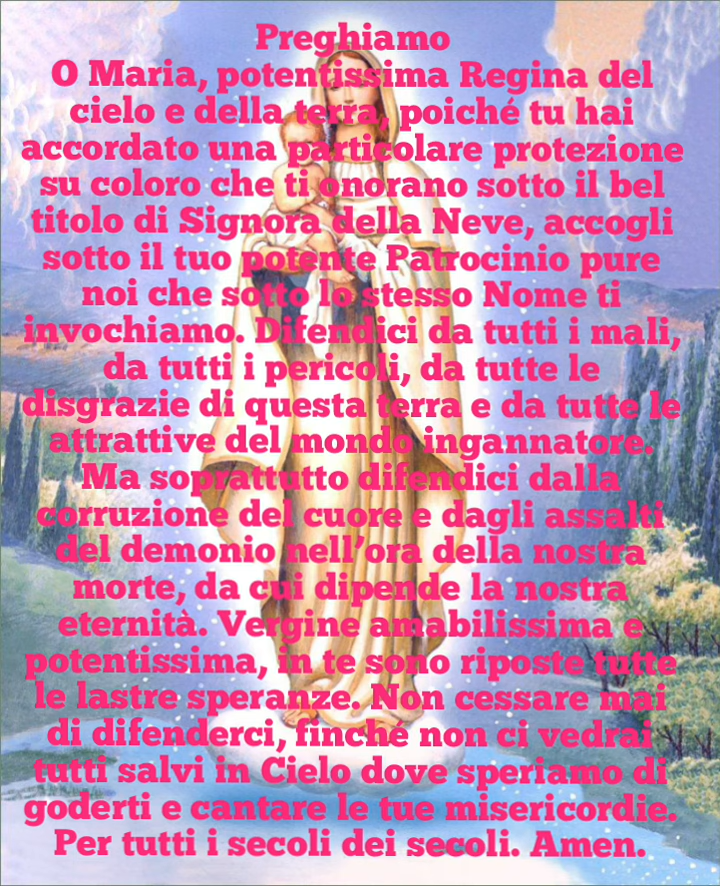 Preghiamo
O Maria, potentissima Regina del
cielo e della terra, poiché tu hai
accordato una particolare protezione
su coloro che ti onorano sotto il bel
titolo di Signora della Neve, accogli
sotto il tuo potente Patrocinio pure
noi che sotto lo stesso Nome ti
invochiamo. Difendici da tutti i mali,
da tutti i pericoli, da tutte le
disgrazie di questa terra e da tutte le
attrattive del mondo ingannatore.
Ma soprattutto difendici dalla
corruzione del cuore e dagli assalti
del demonio nell'ora della nostra
morte, da cui dipende la nostra
eternità. Vergine amabilissima e
potentissima, in te sono riposte tutte
le lastre speranze. Non cessare mai
di difenderci, finché non ci vedrai
tutti salvi in Cielo dove speriamo di
goderti e cantare le tue misericordie.
Per tutti i secoli dei secoli. Amen.